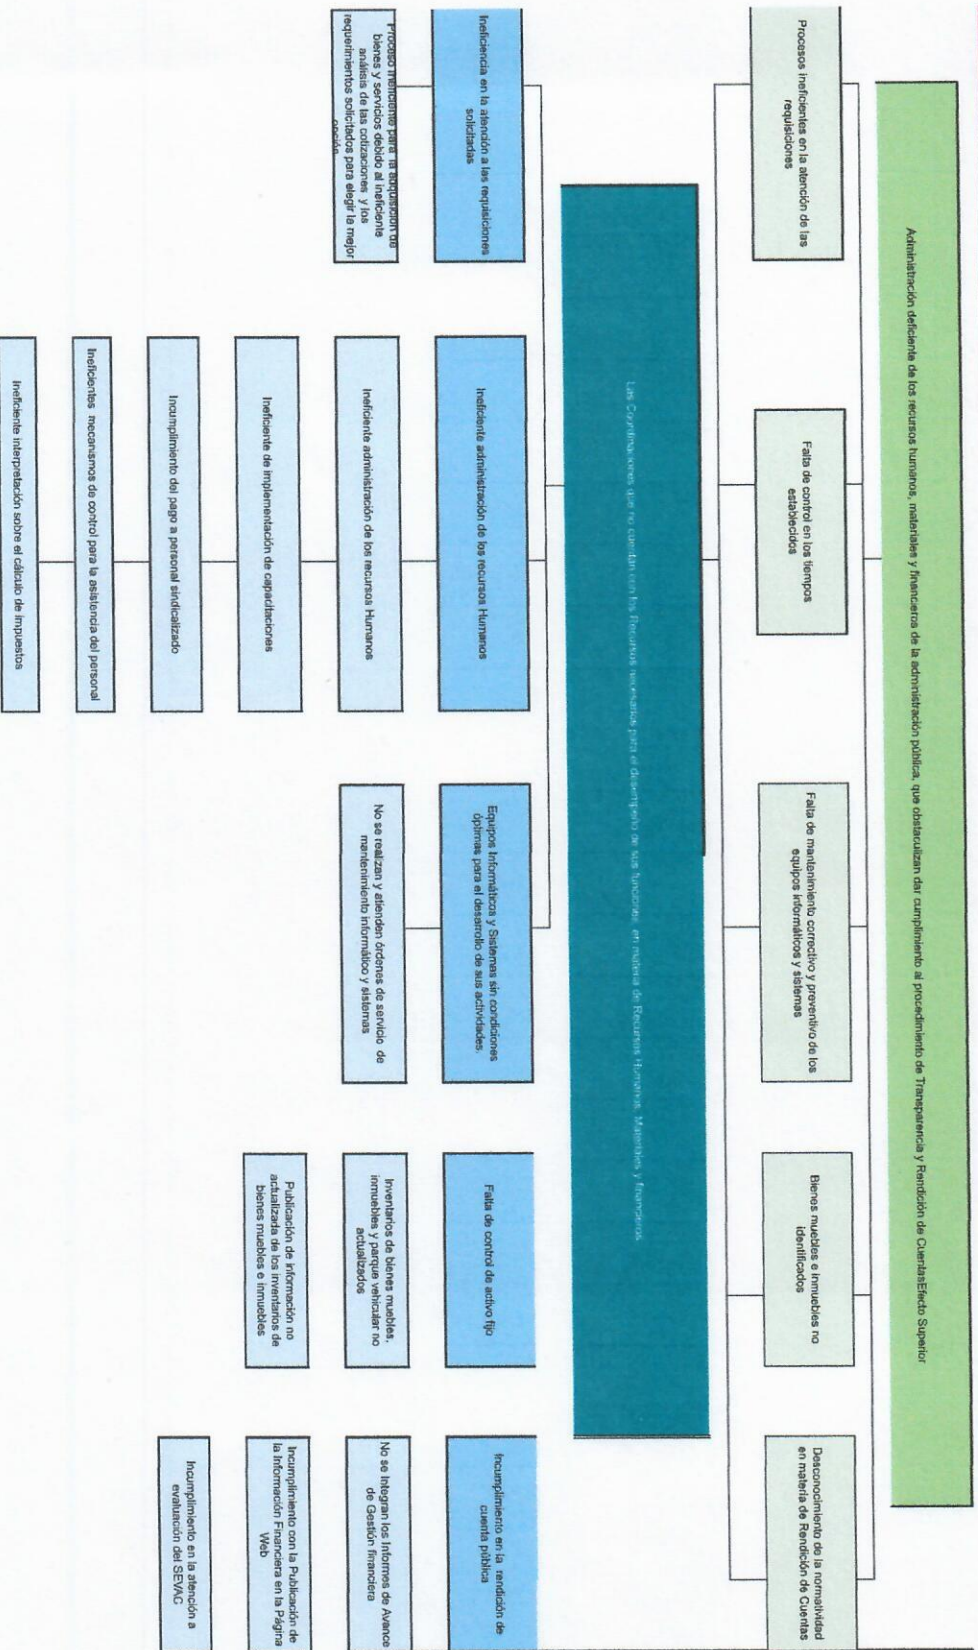 Administración deficiente de los recursos humanos, materiales y financieros de la administración pública, que obstaculizan dar cumplimiento al procedimiento de Transparencia y Rendición de CuentasEfecto Superior
Procesos ineficientes en la atención de las
requisiciones
Falta de control en los tiempos
establecidos
Falta de mantenimiento correctivo y preventivo de los
equipos informáticos y sistemas
Bienes muebles e inmuebles no
identificados
Desconocimiento de la normatividad
en materia de Rendición de Cuentas
Las Coordinaciones que no cuentan con los Recursos necesarios para el desempeño de sus funciones en materia de Recursos Humanos, Materiales y financieros
Ineficiencia en la atención a las requisiciones
solicitadas
Proceso ineficiente para la adquisición de
bienes y servicios debido al ineficiente
análisis de las cotizaciones y los
requerimientos solicitados para elegir la mejor
opción
Ineficiente administración de los recursos Humanos
Ineficiente administración de los recursos Humanos
Ineficiente de implementación de capacitaciones
Incumplimiento del pago a personal sindicalizado
Ineficientes mecanismos de control para la asistencia del personal
Ineficiente interpretación sobre el cálculo de impuestos
Equipos Informáticos y Sistemas sin condiciones
óptimas para el desarrollo de sus actividades.
No se realizan y atienden órdenes de servicio de
mantenimiento informático y sistemas
Falta de control de activo fijo
Inventarios de bienes muebles,
inmuebles y parque vehicular no
actualizados
Publicación de información no
actualizada de los inventarios de
bienes muebles e inmuebles
Incumplimiento en la rendición de
cuenta pública
No se Integran los Informes de Avance
de Gestión financiera
Incumplimiento con la Publicación de
la Información Financiera en la Página
Web
Incumplimiento en la atención a
evaluación del SEVAC